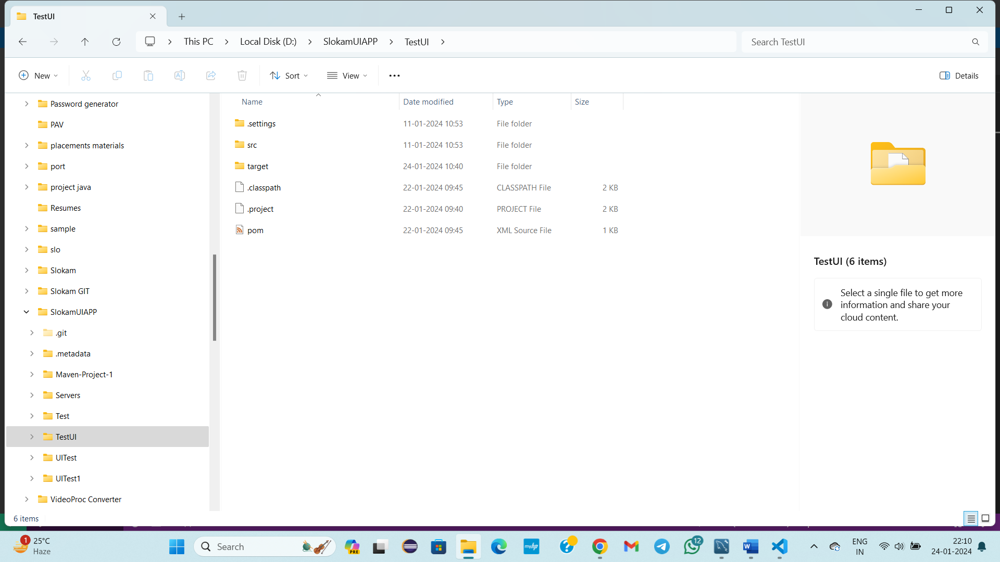 TestUI
This PC
Local Disk (D:)
SlokamUIAPP
TestUI
Search TestUI
New
Sort
View
Details
Password generator
PAV
placements materials
port
project java
Resumes
sample
slo
Slokam
Slokam GIT
SlokamUIAPP
.git
.metadata
Maven-Project-1
Servers
Test
TestUI
UITest
UITest1
VideoProc Converter
Name Date modified Type Size
.settings 11-01-2024 10:53 File folder
src 11-01-2024 10:53 File folder
target 24-01-2024 10:40 File folder
.classpath 22-01-2024 09:45 CLASSPATH File 2 KB
.project 22-01-2024 09:40 PROJECT File 2 KB
pom 22-01-2024 09:45 XML Source File 1 KB
TestUI (6 items)
Select a single file to get more
information and share your
cloud content.
6 items
1
25°C
Haze
Search
PRE
myhp
12
W
ENG
IN
22:10
24-01-2024